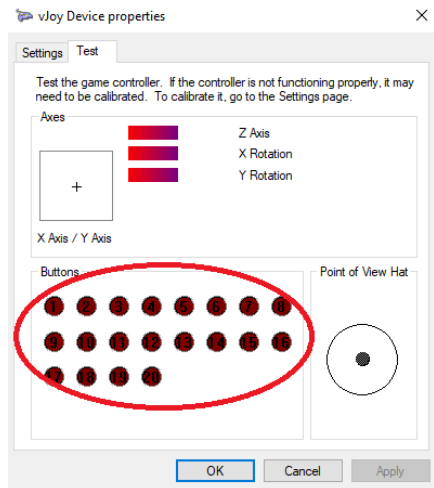 vJoy Device properties
Settings Test
Test the game controller. If the controller is not functioning properly, it may
need to be calibrated. To calibrate it, go to the Settings page.
Axes
Z Axis
X Rotation
Y Rotation
X Axis / Y Axis
Buttons
Point of View Hat
1 2 3 4 5 6 7 8
9 10 11 12 13 14 15 16
17 18 19 20
OK Cancel Apply